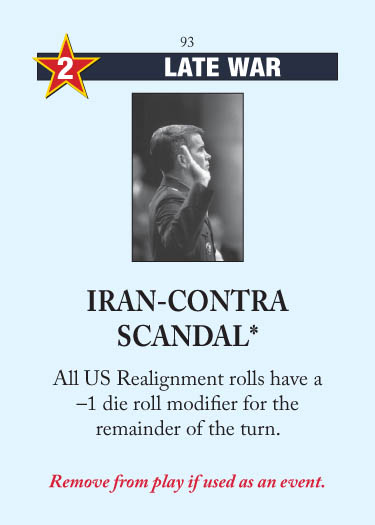 93
2
LATE WAR
IRAN-CONTRA
SCANDAL*
All US Realignment rolls have a
–1 die roll modifier for the
remainder of the turn.
Remove from play if used as an event.